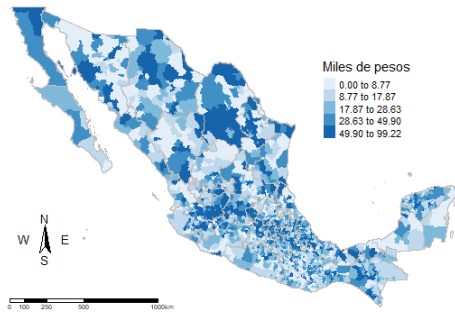 Miles de pesos
0.00 to 8.77
8.77 to 17.87
17.87 to 28.63
28.63 to 49.90
49.90 to 99.22
N
W E
S
0 100 250 500 1000km